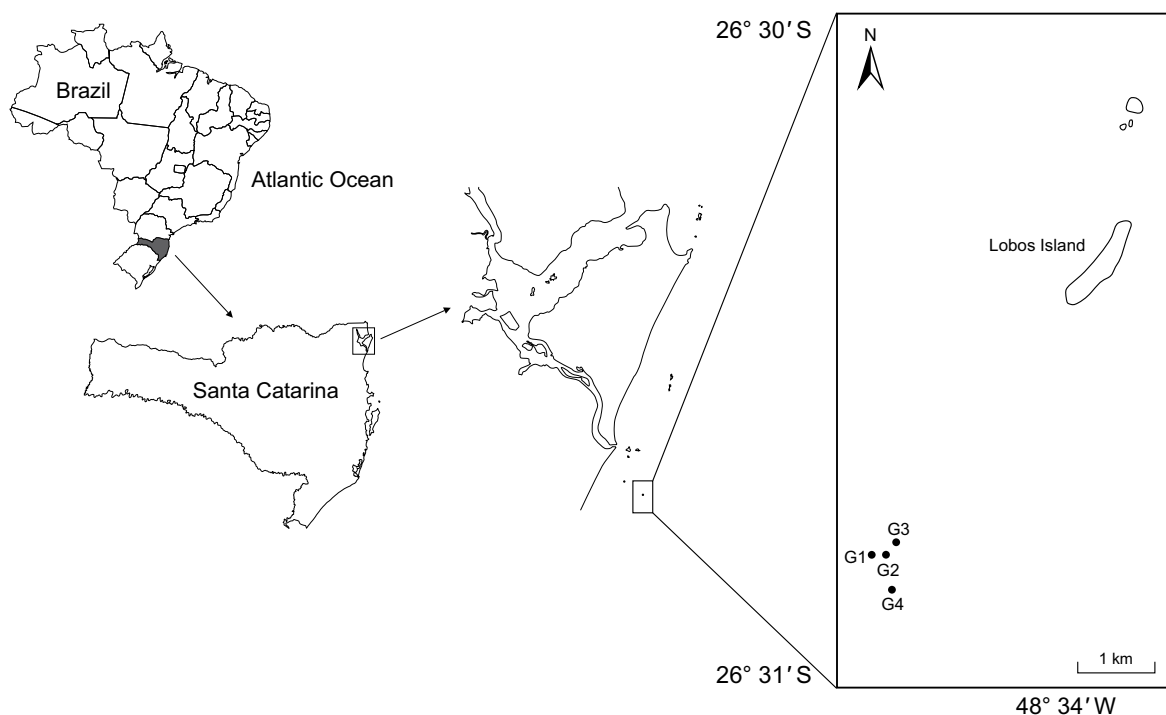 26° 30′ S
N
Brazil
Atlantic Ocean
Lobos Island
Santa Catarina
G3
G1
G2
G4
1 km
26° 31′ S
48° 34′ W